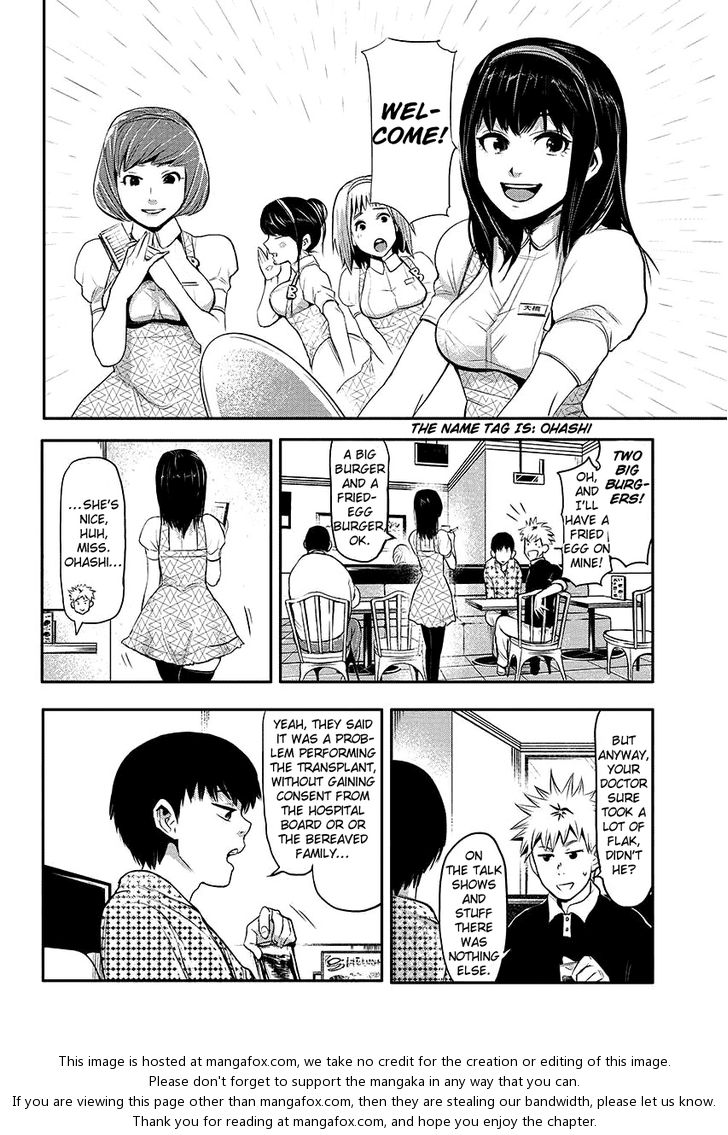 WEL-
COME!
大橋
THE NAME TAG IS: OHASHI
TWO
BIG
BURG-
ERS!
OH,
AND
I'LL
HAVE A
FRIED
EGG ON
MINE!
A BIG
BURGER
AND A
FRIED-
EGG
BURGER,
OK.
...SHE'S
NICE,
HUH,
MISS.
OHASHI...
BUT
ANYWAY,
YOUR
DOCTOR
SURE
TOOK A
LOT OF
FLAK,
DIDN'T
HE?
ON
THE TALK
SHOWS
AND
STUFF
THERE
WAS
NOTHING
ELSE.
YEAH, THEY SAID
IT WAS A PROB-
LEM PERFORMING
THE TRANSPLANT,
WITHOUT GAINING
CONSENT FROM
THE HOSPITAL
BOARD OR OR
THE BEREAVED
FAMILY...
This image is hosted at mangafox.com, we take no credit for the creation or editing of this image.
Please don't forget to support the mangaka in any way that you can.
If you are viewing this page other than mangafox.com, then they are stealing our bandwidth, please let us know.
Thank you for reading at mangafox.com, and hope you enjoy the chapter.